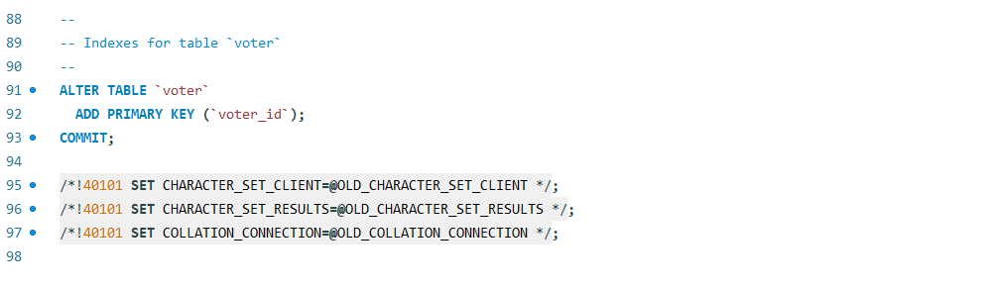 88 --
89 -- Indexes for table `voter`
90 --
91 ALTER TABLE `voter`
92 ADD PRIMARY KEY (`voter_id`);
93 COMMIT;
94
95 /*!40101 SET CHARACTER_SET_CLIENT=@OLD_CHARACTER_SET_CLIENT */;
96 /*!40101 SET CHARACTER_SET_RESULTS=@OLD_CHARACTER_SET_RESULTS */;
97 /*!40101 SET COLLATION_CONNECTION=@OLD_COLLATION_CONNECTION */;
98